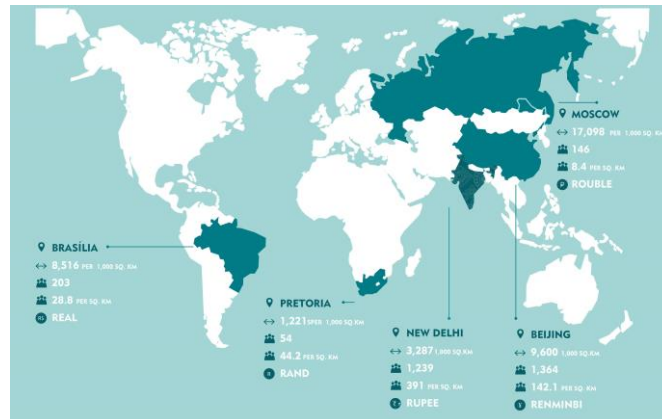 MOSCOW
17,098 PER 1,000 SQ. KM
146
8.4 PER SQ. KM
ROUBLE
BRASÍLIA
8,516 PER 1,000 SQ. KM
203
28.8 PER SQ. KM
REAL
PRETORIA
1,221 SPER 1,000 SQ.KM
54
44.2 PER SQ. KM
RAND
NEW DELHI
3,287 1,000 SQ.KM
1,239
391 PER SQ. KM
RUPEE
BEIJING
9,600 1,000 SQ.KM
1,364
142.1 PER SQ. KM
RENMINBI